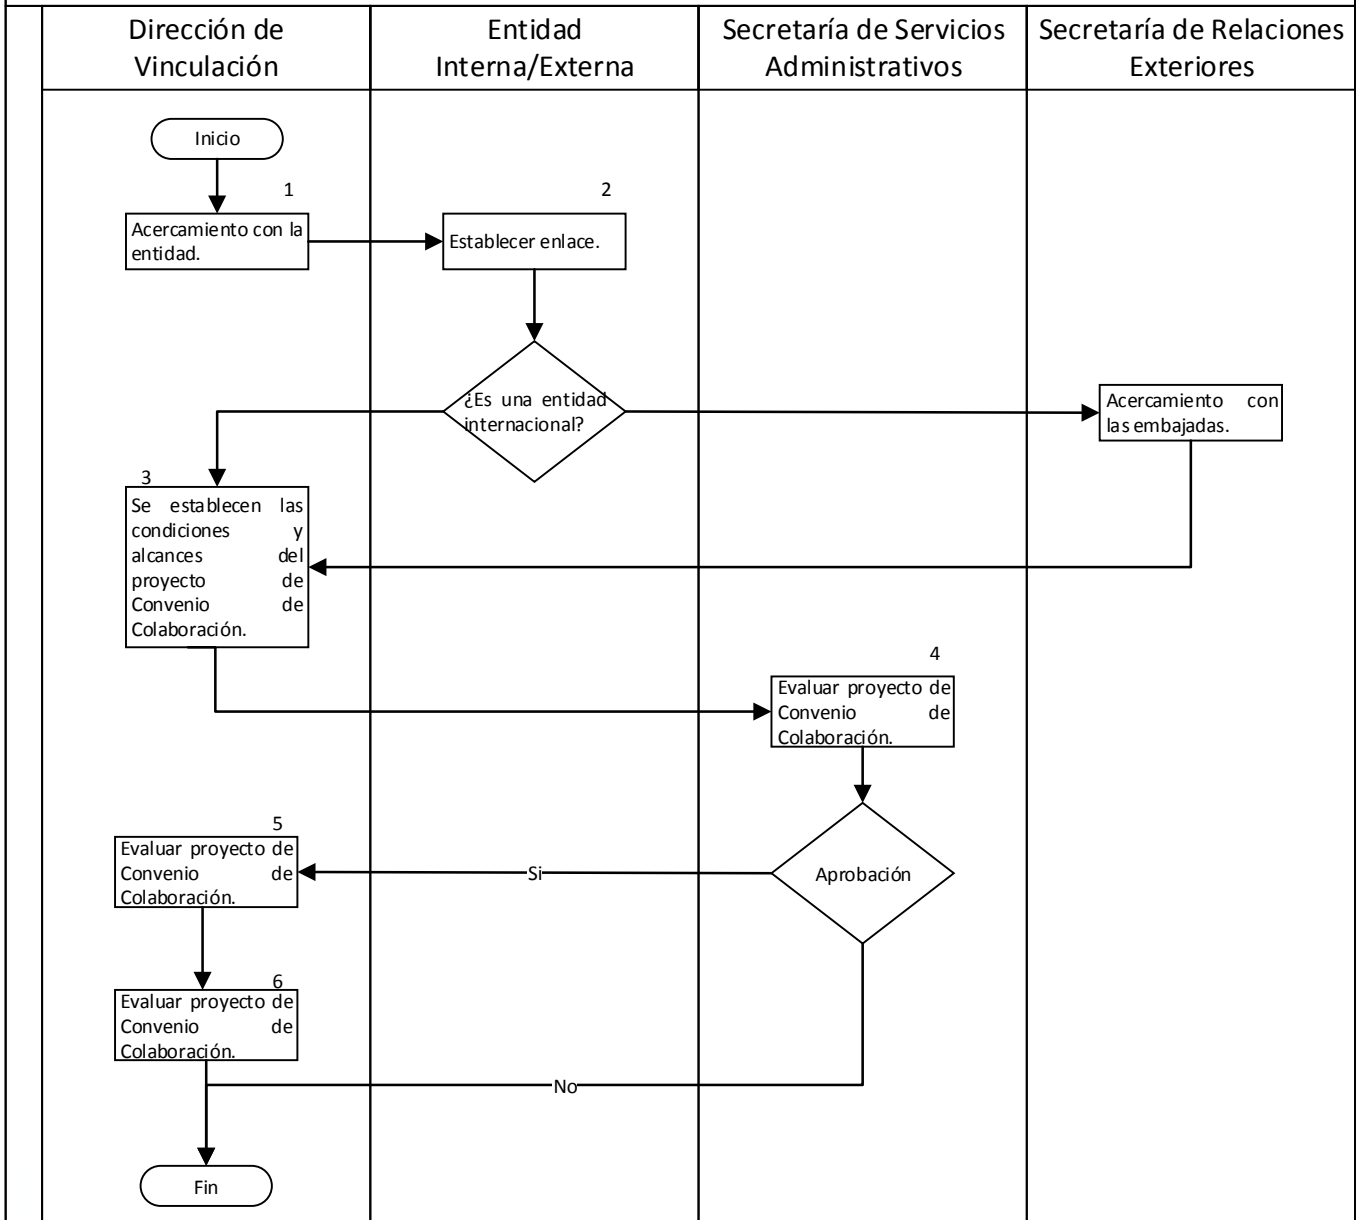 Dirección de
Vinculación
Entidad
Interna/Externa
Secretaría de Servicios
Administrativos
Secretaría de Relaciones
Exteriores
Inicio
1
Acercamiento con la
entidad.
2
Establecer enlace.
¿Es una entidad
internacional?
Acercamiento con
las embajadas.
3
Se establecen las
condiciones y
alcances del
proyecto de
Convenio de
Colaboración.
4
Evaluar proyecto de
Convenio de
Colaboración.
Aprobación
Si
5
Evaluar proyecto de
Convenio de
Colaboración.
6
Evaluar proyecto de
Convenio de
Colaboración.
No
Fin